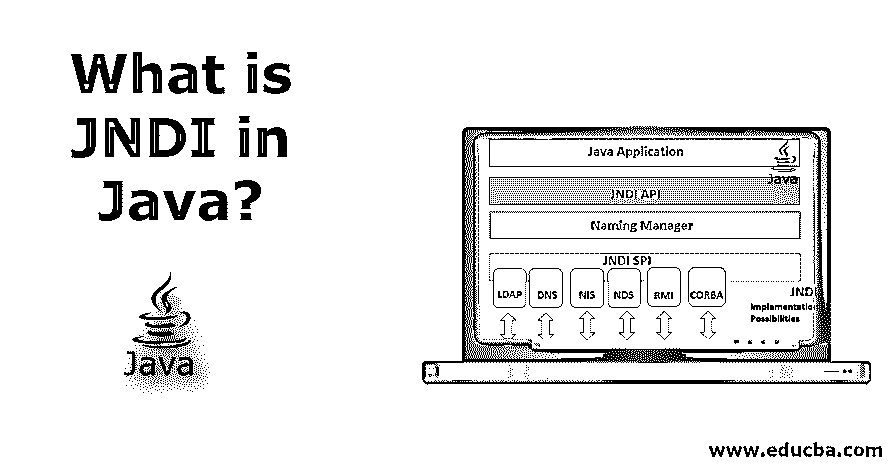 What is
JNDI in
Java?
Java
Java Application
Java
JNDI API
Naming Manager
JNDI SPI
LDAP DNS NIS NDS RMI CORBA
JNDI
Implementation
Possibilities
www.educba.com